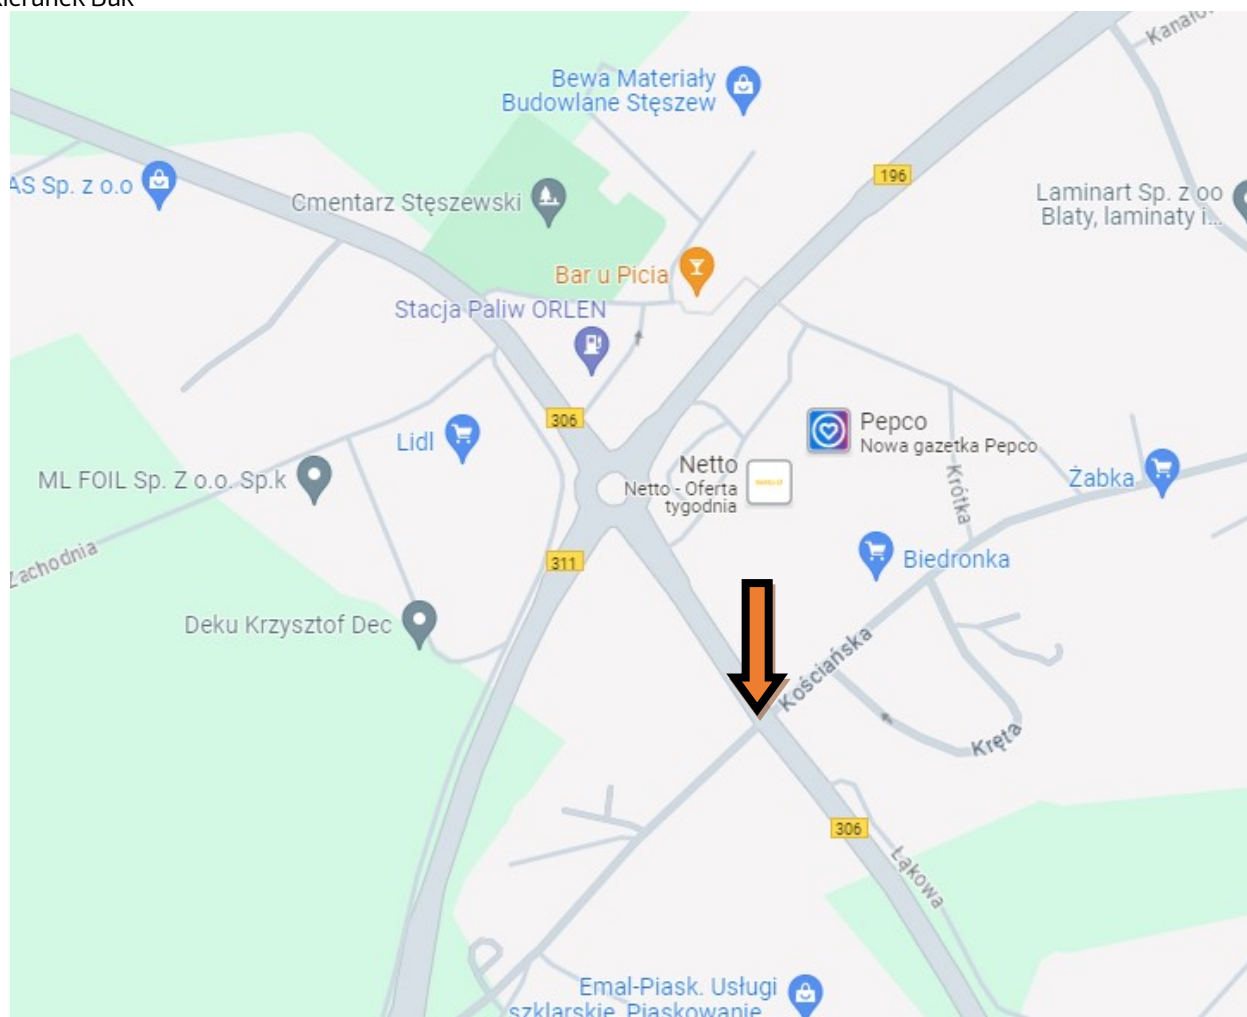 kierunek Buk
Kanało
Bewa Materiały
Budowlane Stęszew
196
AS Sp. z o.o
Cmentarz Stęszewski
Laminart Sp. z oo
Blaty, laminaty i...
Bar u Picia
Stacja Paliw ORLEN
306
Pepco
Nowa gazetka Pepco
Lidl
Netto
Netto - Oferta
tygodnia
Żabka
ML FOIL Sp. Z o.o. Sp.k
Krótka
Zachodnia
311
Biedronka
Deku Krzysztof Dec
Kościańska
Kręta
306
Łąkowa
Emal-Piask. Usługi
szklarskie, Piaskowanie